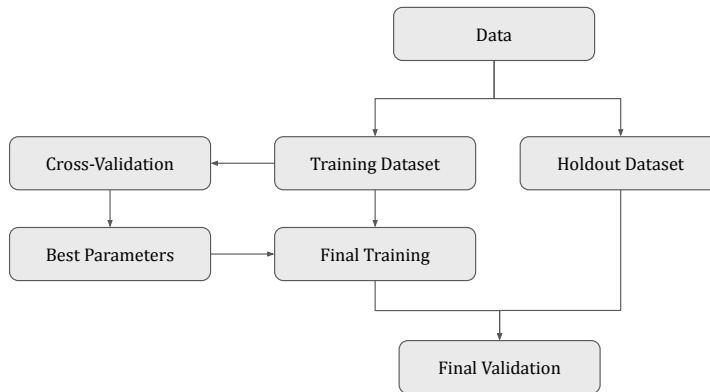 Data
Cross-Validation
Training Dataset
Holdout Dataset
Best Parameters
Final Training
Final Validation